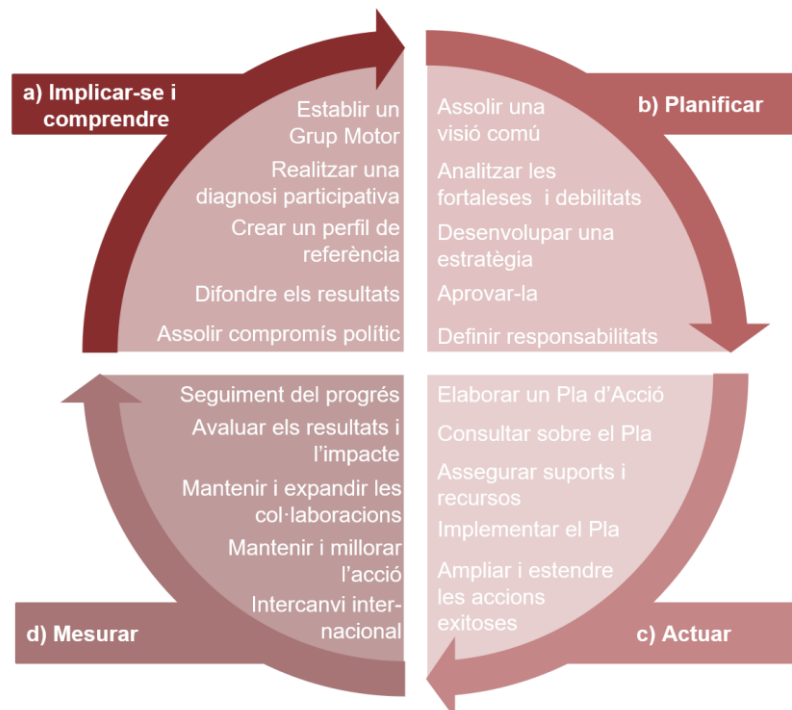 a) Implicar-se i
comprendre
Establir un
Grup Motor
Realitzar una
diagnosi participativa
Crear un perfil de
referència
Difondre els resultats
Assolir compromís polític
b) Planificar
Assolir una
visió comú
Analitzar les
fortaleses i debilitats
Desenvolupar una
estratègia
Aprovar-la
Definir responsabilitats
Elaborar un Pla d’Acció
Consultar sobre el Pla
Assegurar suports i
recursos
Implementar el Pla
Ampliar i estendre
les accions
exitoses
c) Actuar
Seguiment del progrés
Avaluar els resultats i
l’impacte
Mantenir i expandir les
col·laboracions
Mantenir i millorar
l’acció
Intercanvi inter-
nacional
d) Mesurar